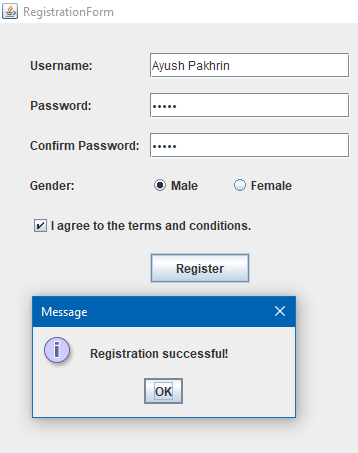 RegistrationForm
Username: Ayush Pakhrin
Password: •••••
Confirm Password: •••••
Gender: Male Female
I agree to the terms and conditions.
Register
Message
Registration successful!
OK